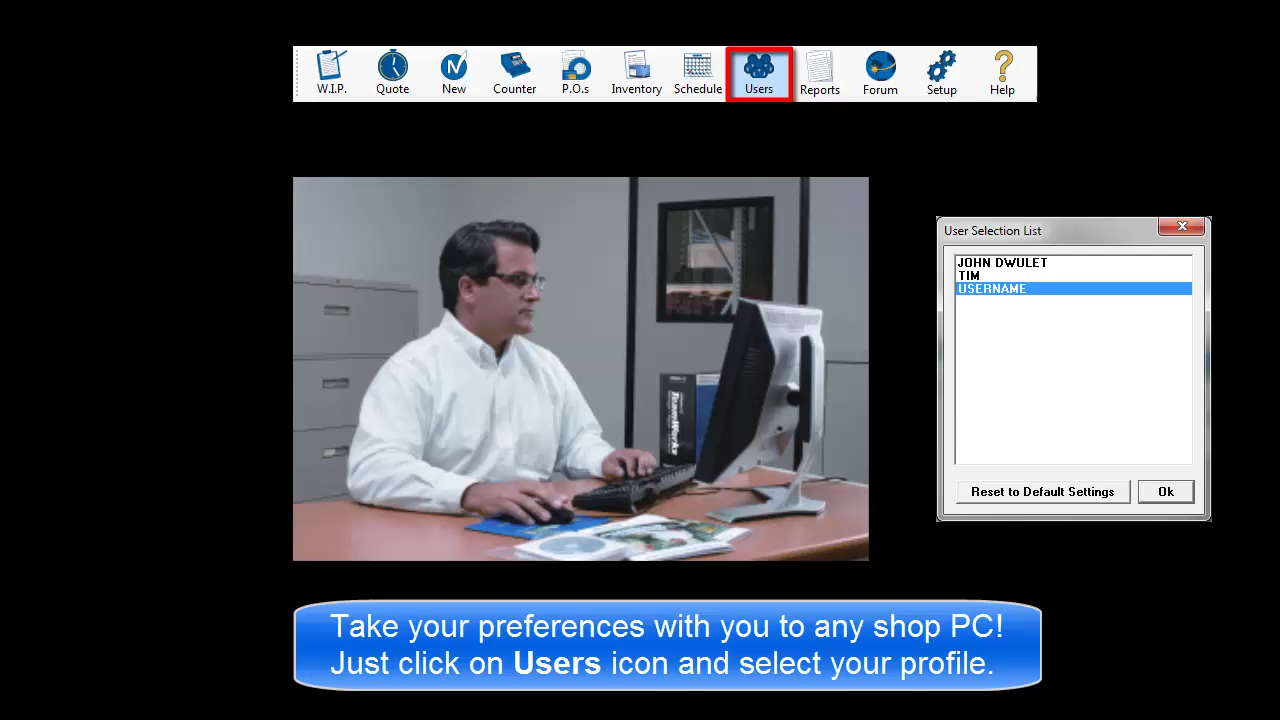 W.I.P. Quote New Counter P.O.s Inventory Schedule Users Reports Forum Setup Help
User Selection List
JOHN DWULET
TIM
USERNAME
Reset to Default Settings Ok
TeamWorks
Take your preferences with you to any shop PC!
Just click on Users icon and select your profile.